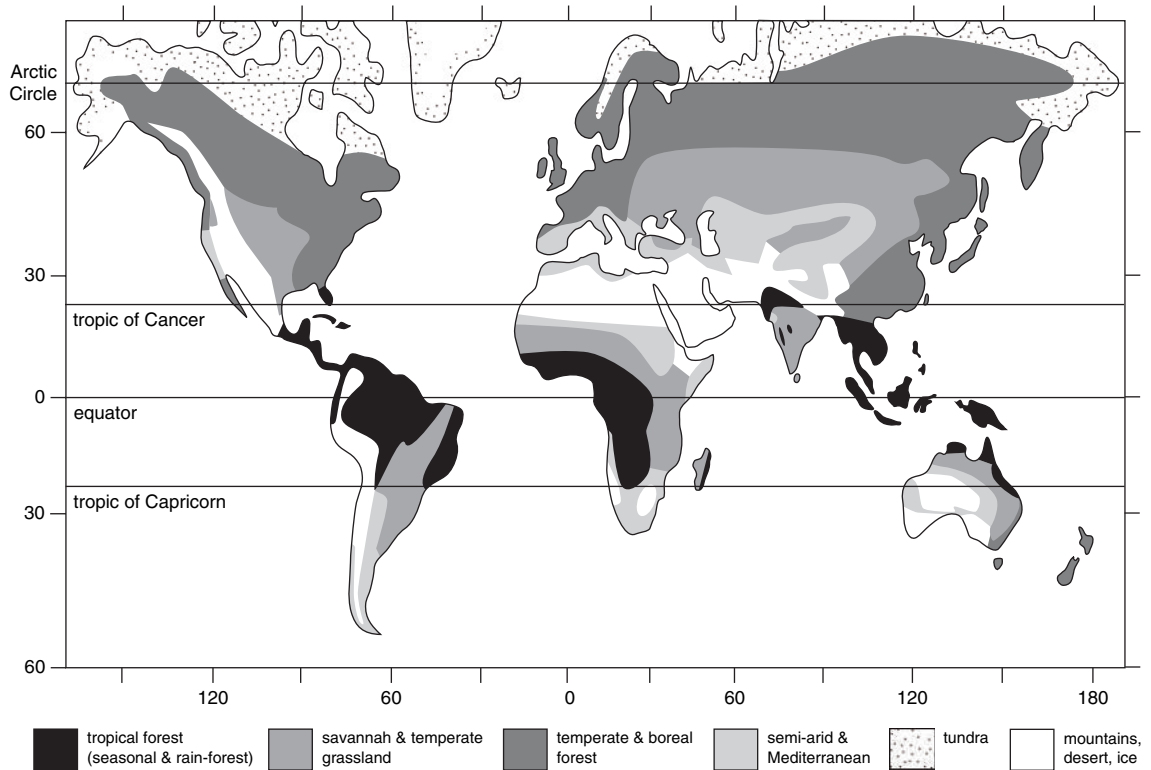 Arctic
Circle
60
30
tropic of Cancer
0
equator
tropic of Capricorn
30
60
120
60
0
60
120
180
tropical forest
(seasonal & rain-forest)
savannah & temperate
grassland
temperate & boreal
forest
semi-arid &
Mediterranean
tundra
mountains,
desert, ice